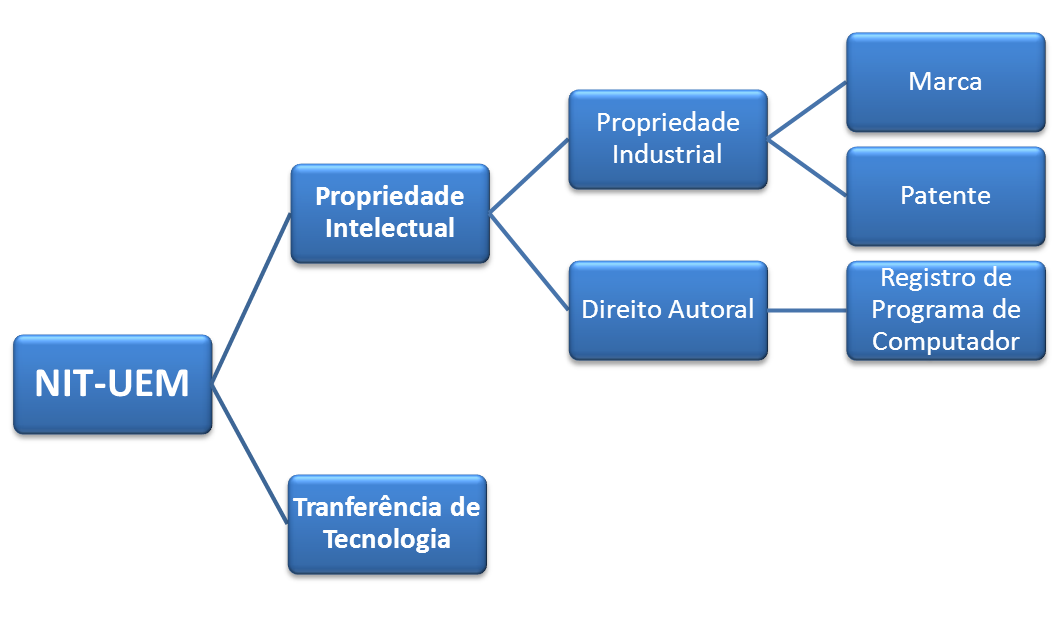 NIT-UEM
Propriedade
Intelectual
Propriedade
Industrial
Marca
Patente
Direito Autoral
Registro de
Programa de
Computador
Tranferência de
Tecnologia